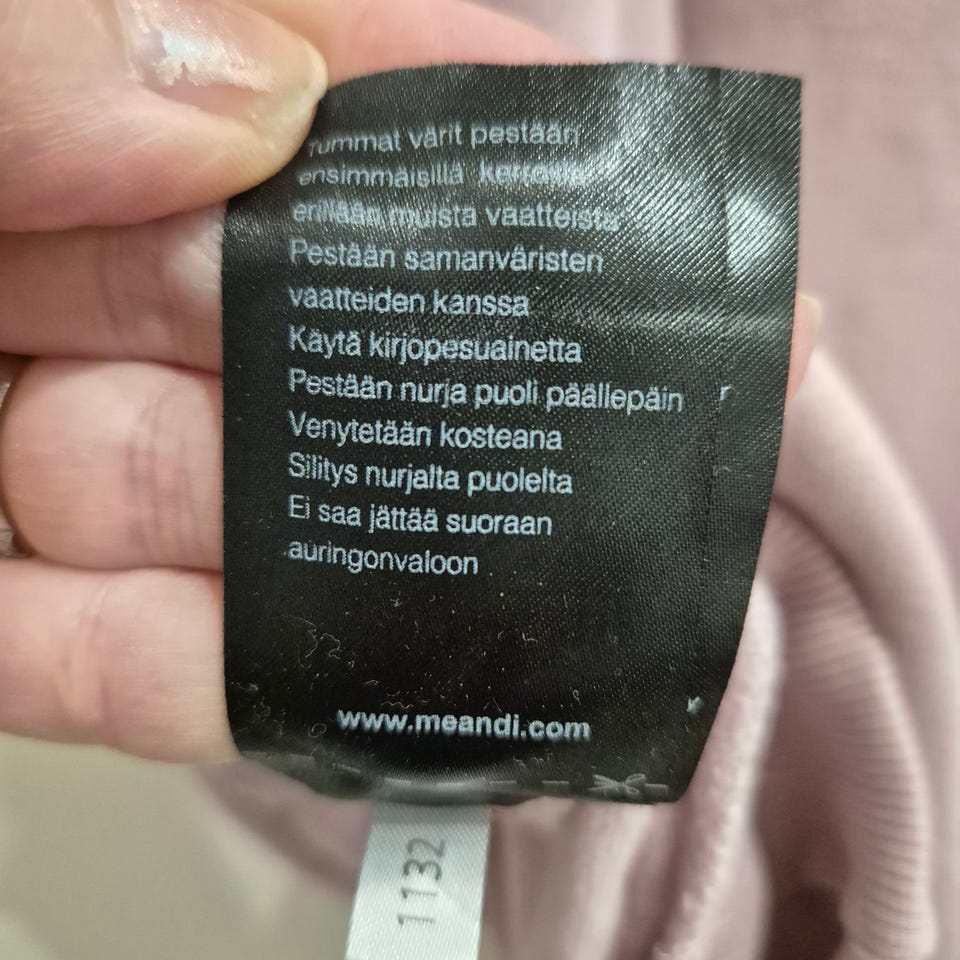 Tummat värit pestään
ensimmäisillä kerroilla
erillään muista vaatteista
Pestään samanväristen
vaatteiden kanssa
Käytä kirjopesuainetta
Pestään nurja puoli päällepäin
Venytetään kosteana
Silitys nurjalta puolelta
Ei saa jättää suoraan
auringonvaloon
www.meandi.com
1132